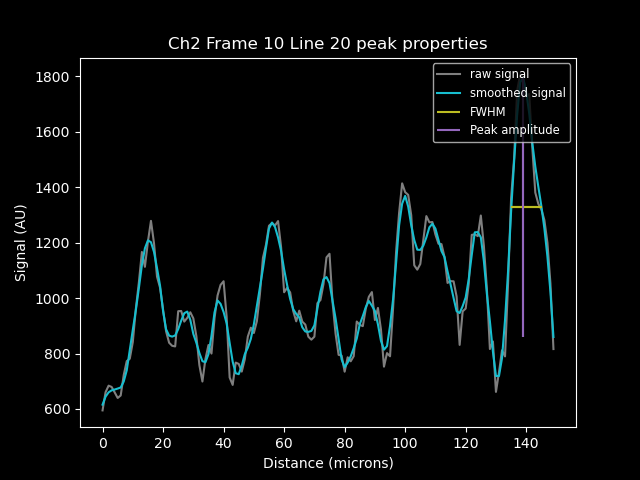 Ch2 Frame 10 Line 20 peak properties
raw signal
smoothed signal
FWHM
Peak amplitude
1800
1600
1400
1200
1000
800
600
Signal (AU)
0 20 40 60 80 100 120 140
Distance (microns)